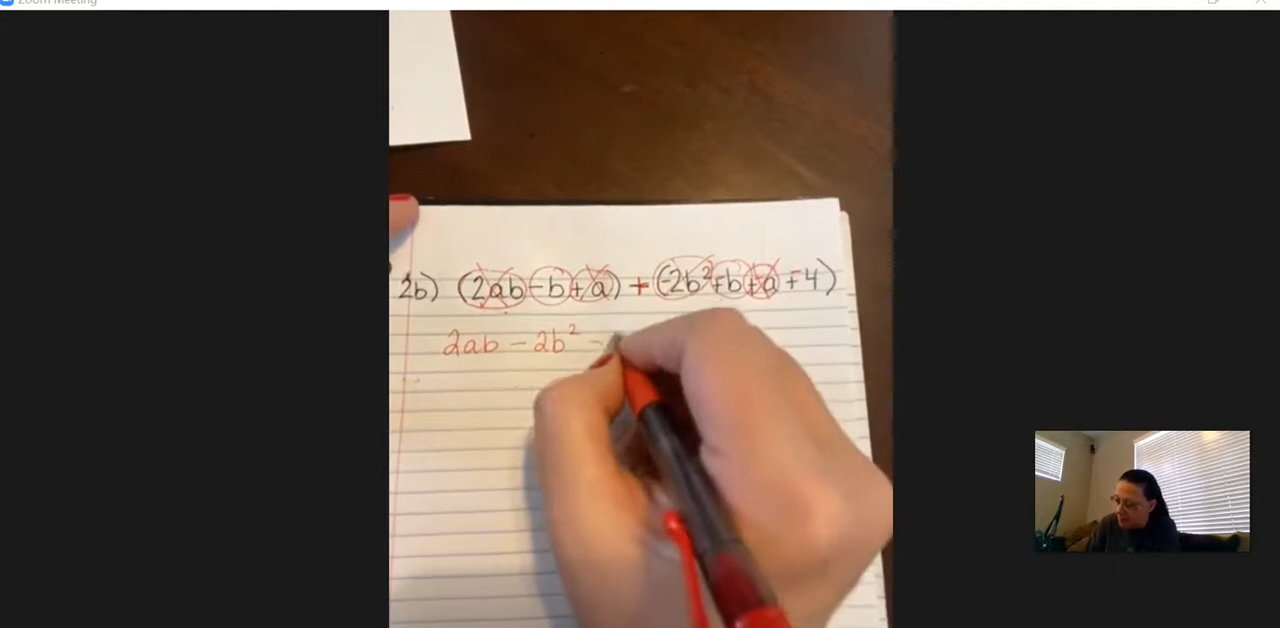 Zoom Meeting
2b) (2ab - b + a) + (-2b² + b + a + -4)
2ab - 2b² -